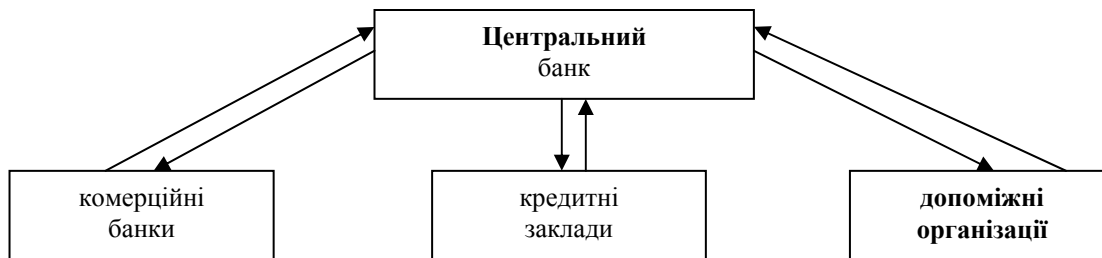 Центральний
банк
комерційні
банки
кредитні
заклади
допоміжні
організації